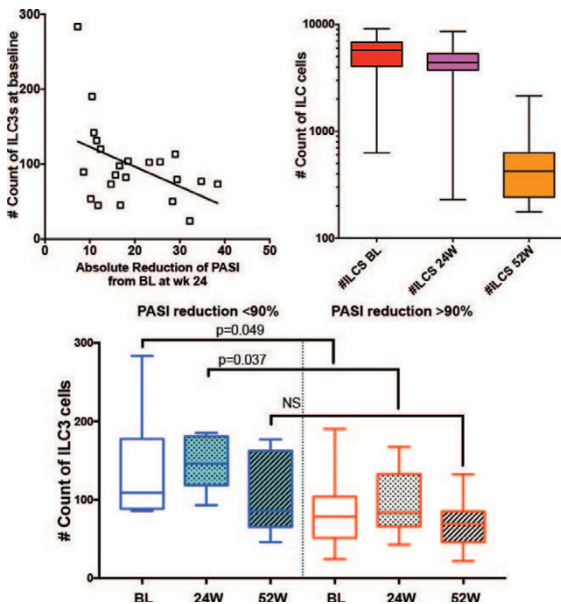 # Count of ILC3s at baseline
300
200
100
0
0 10 20 30 40 50
Absolute Reduction of PASI
from BL at wk 24
# Count of ILC cells
10000
1000
100
#ILCS BL
#ILCS 24W
#ILCS 52W
PASI reduction <90% PASI reduction >90%
p=0.049
p=0.037
NS
# Count of ILC3 cells
300
200
100
0
BL 24W 52W BL 24W 52W